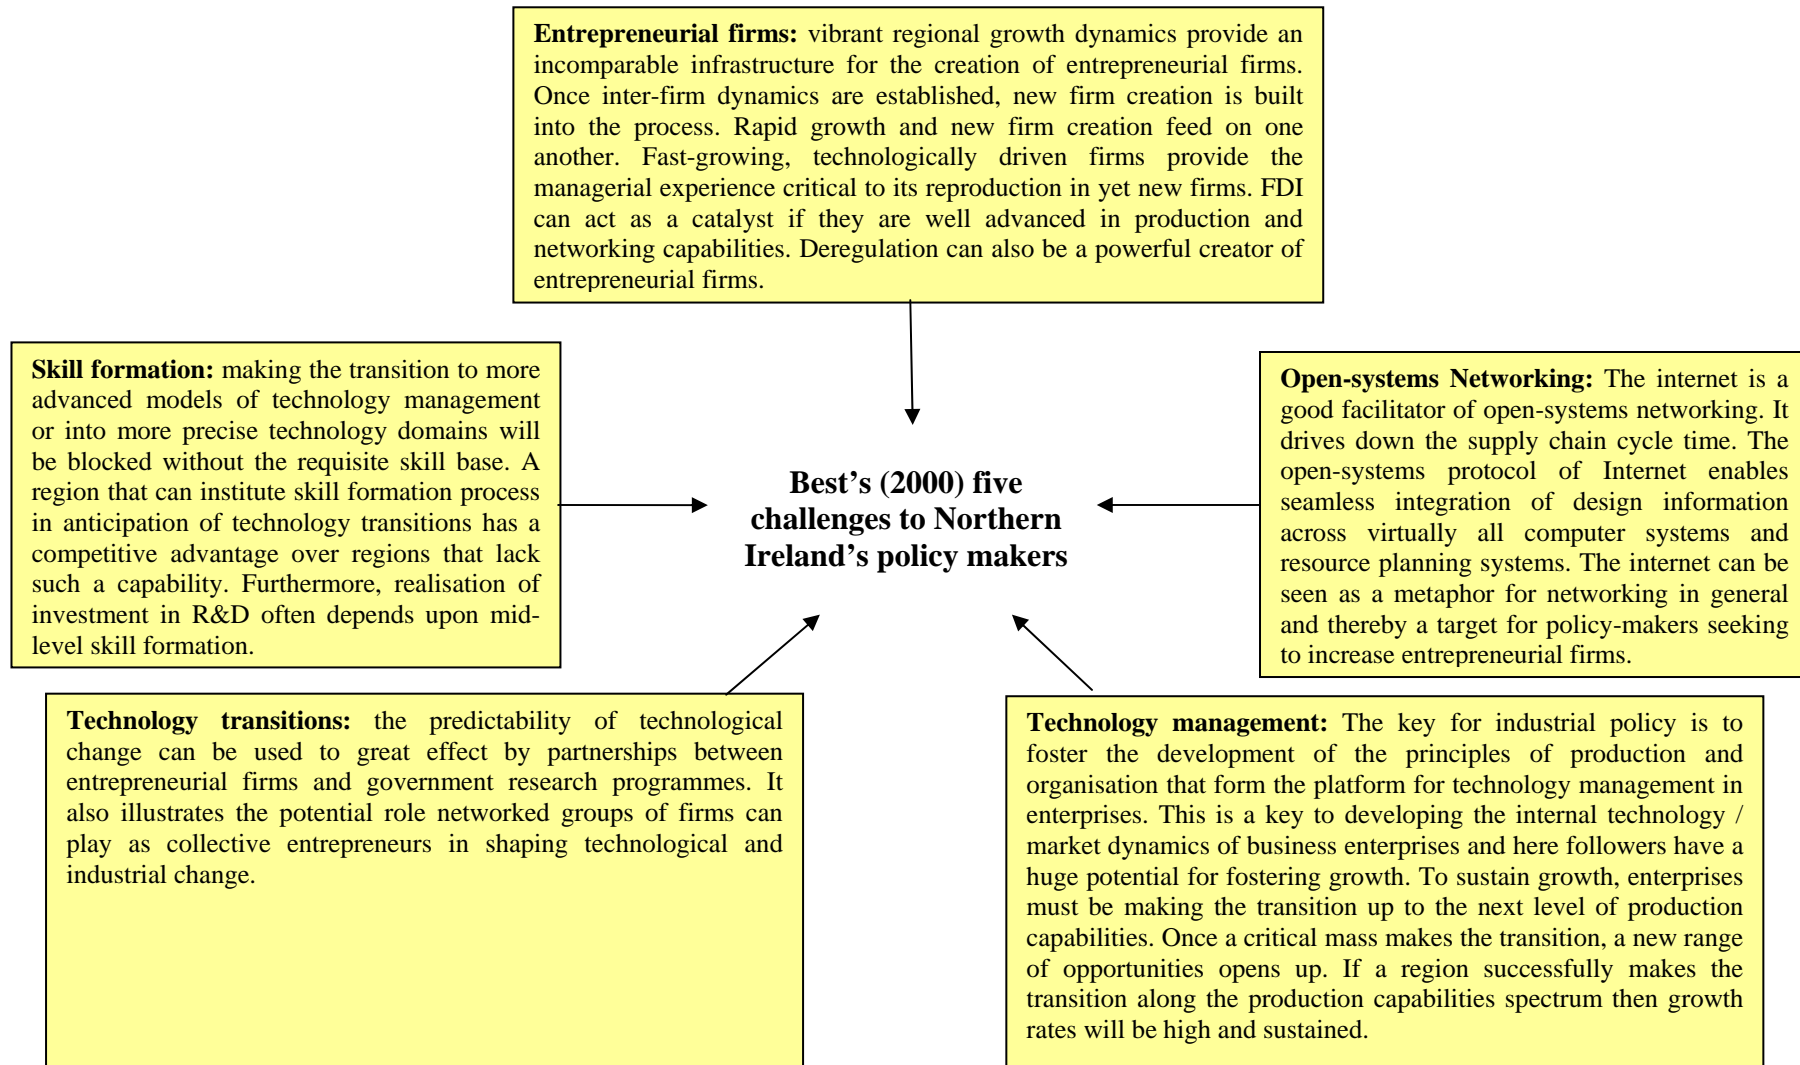 Entrepreneurial firms: vibrant regional growth dynamics provide an
incomparable infrastructure for the creation of entrepreneurial firms.
Once inter-firm dynamics are established, new firm creation is built
into the process. Rapid growth and new firm creation feed on one
another. Fast-growing, technologically driven firms provide the
managerial experience critical to its reproduction in yet new firms. FDI
can act as a catalyst if they are well advanced in production and
networking capabilities. Deregulation can also be a powerful creator of
entrepreneurial firms.
Skill formation: making the transition to more
advanced models of technology management
or into more precise technology domains will
be blocked without the requisite skill base. A
region that can institute skill formation process
in anticipation of technology transitions has a
competitive advantage over regions that lack
such a capability. Furthermore, realisation of
investment in R&D often depends upon mid-
level skill formation.
Best's (2000) five
challenges to Northern
Ireland's policy makers
Open-systems Networking: The internet is a
good facilitator of open-systems networking. It
drives down the supply chain cycle time. The
open-systems protocol of Internet enables
seamless integration of design information
across virtually all computer systems and
resource planning systems. The internet can be
seen as a metaphor for networking in general
and thereby a target for policy-makers seeking
to increase entrepreneurial firms.
Technology transitions: the predictability of technological
change can be used to great effect by partnerships between
entrepreneurial firms and government research programmes. It
also illustrates the potential role networked groups of firms can
play as collective entrepreneurs in shaping technological and
industrial change.
Technology management: The key for industrial policy is to
foster the development of the principles of production and
organisation that form the platform for technology management in
enterprises. This is a key to developing the internal technology /
market dynamics of business enterprises and here followers have a
huge potential for fostering growth. To sustain growth, enterprises
must be making the transition up to the next level of production
capabilities. Once a critical mass makes the transition, a new range
of opportunities opens up. If a region successfully makes the
transition along the production capabilities spectrum then growth
rates will be high and sustained.